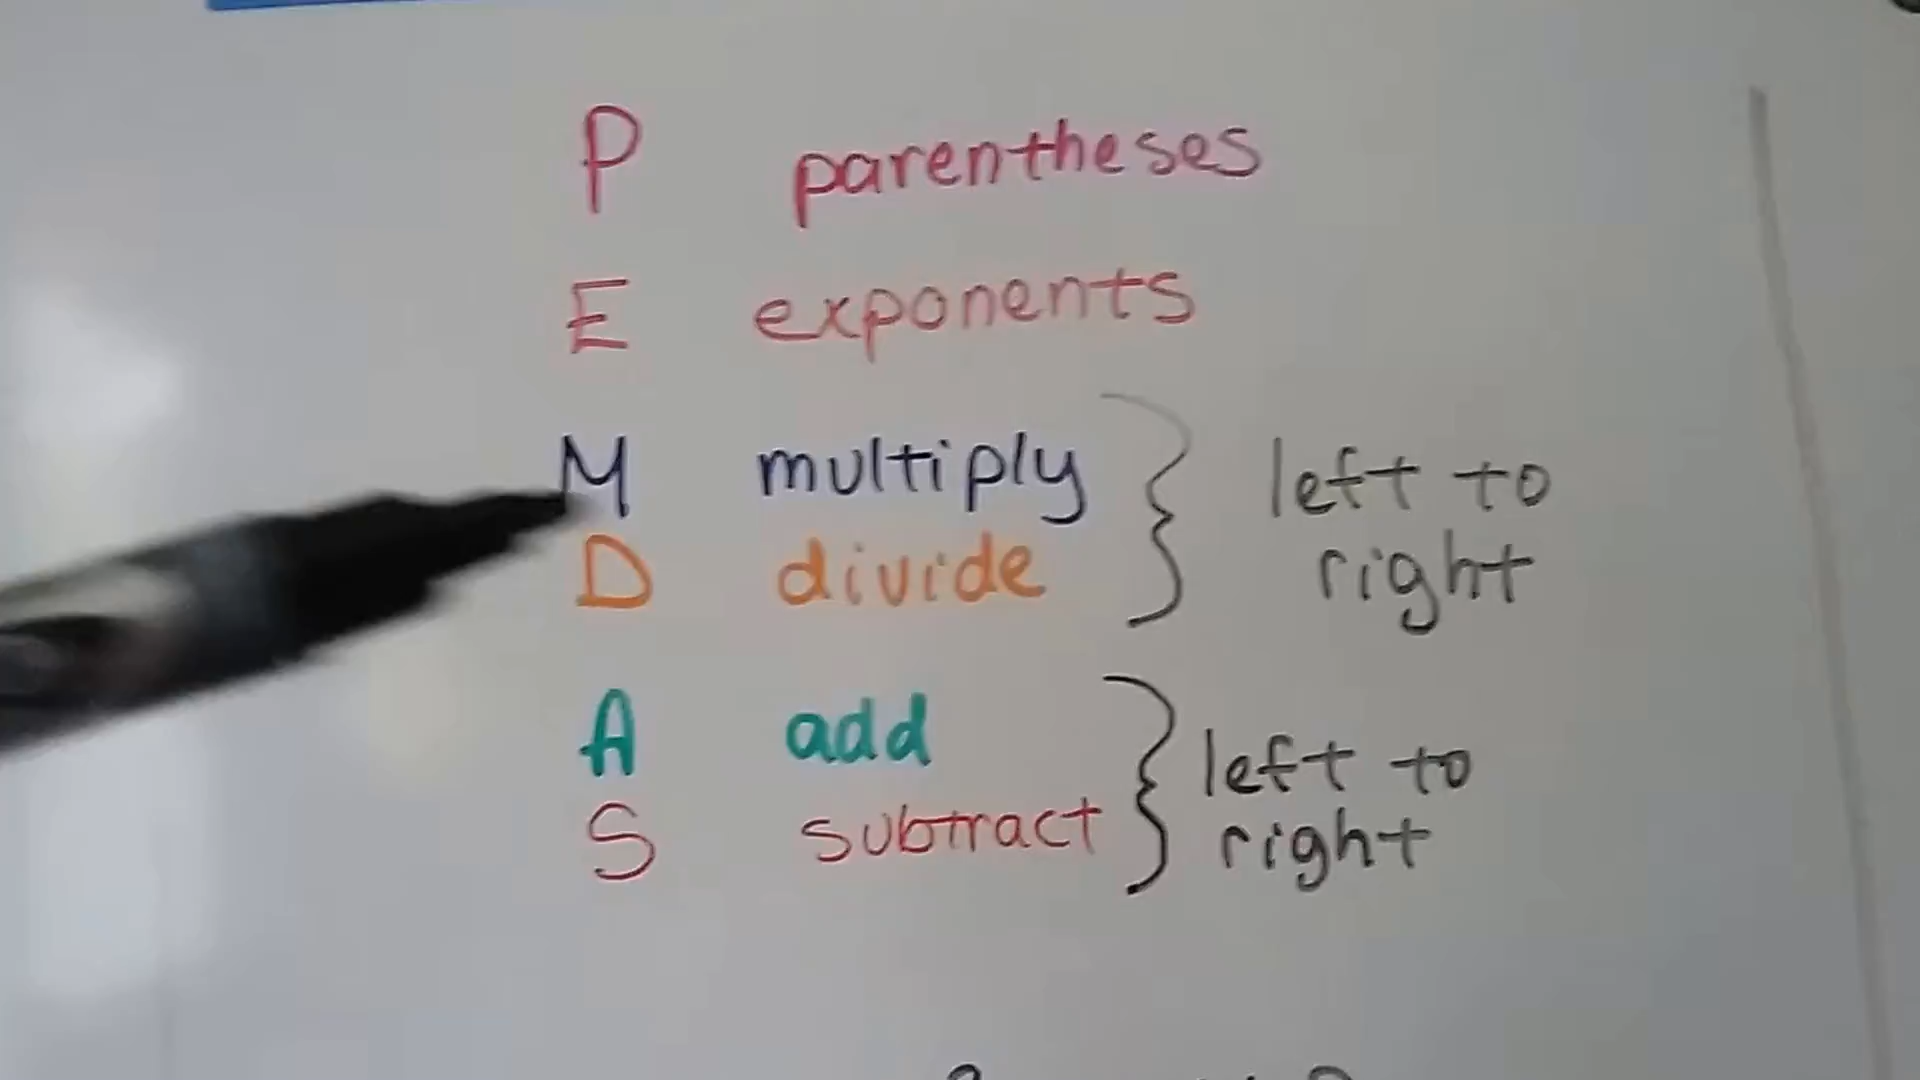 P parentheses
E exponents
M multiply } left to
D divide } right
A add } left to
S subtract } right